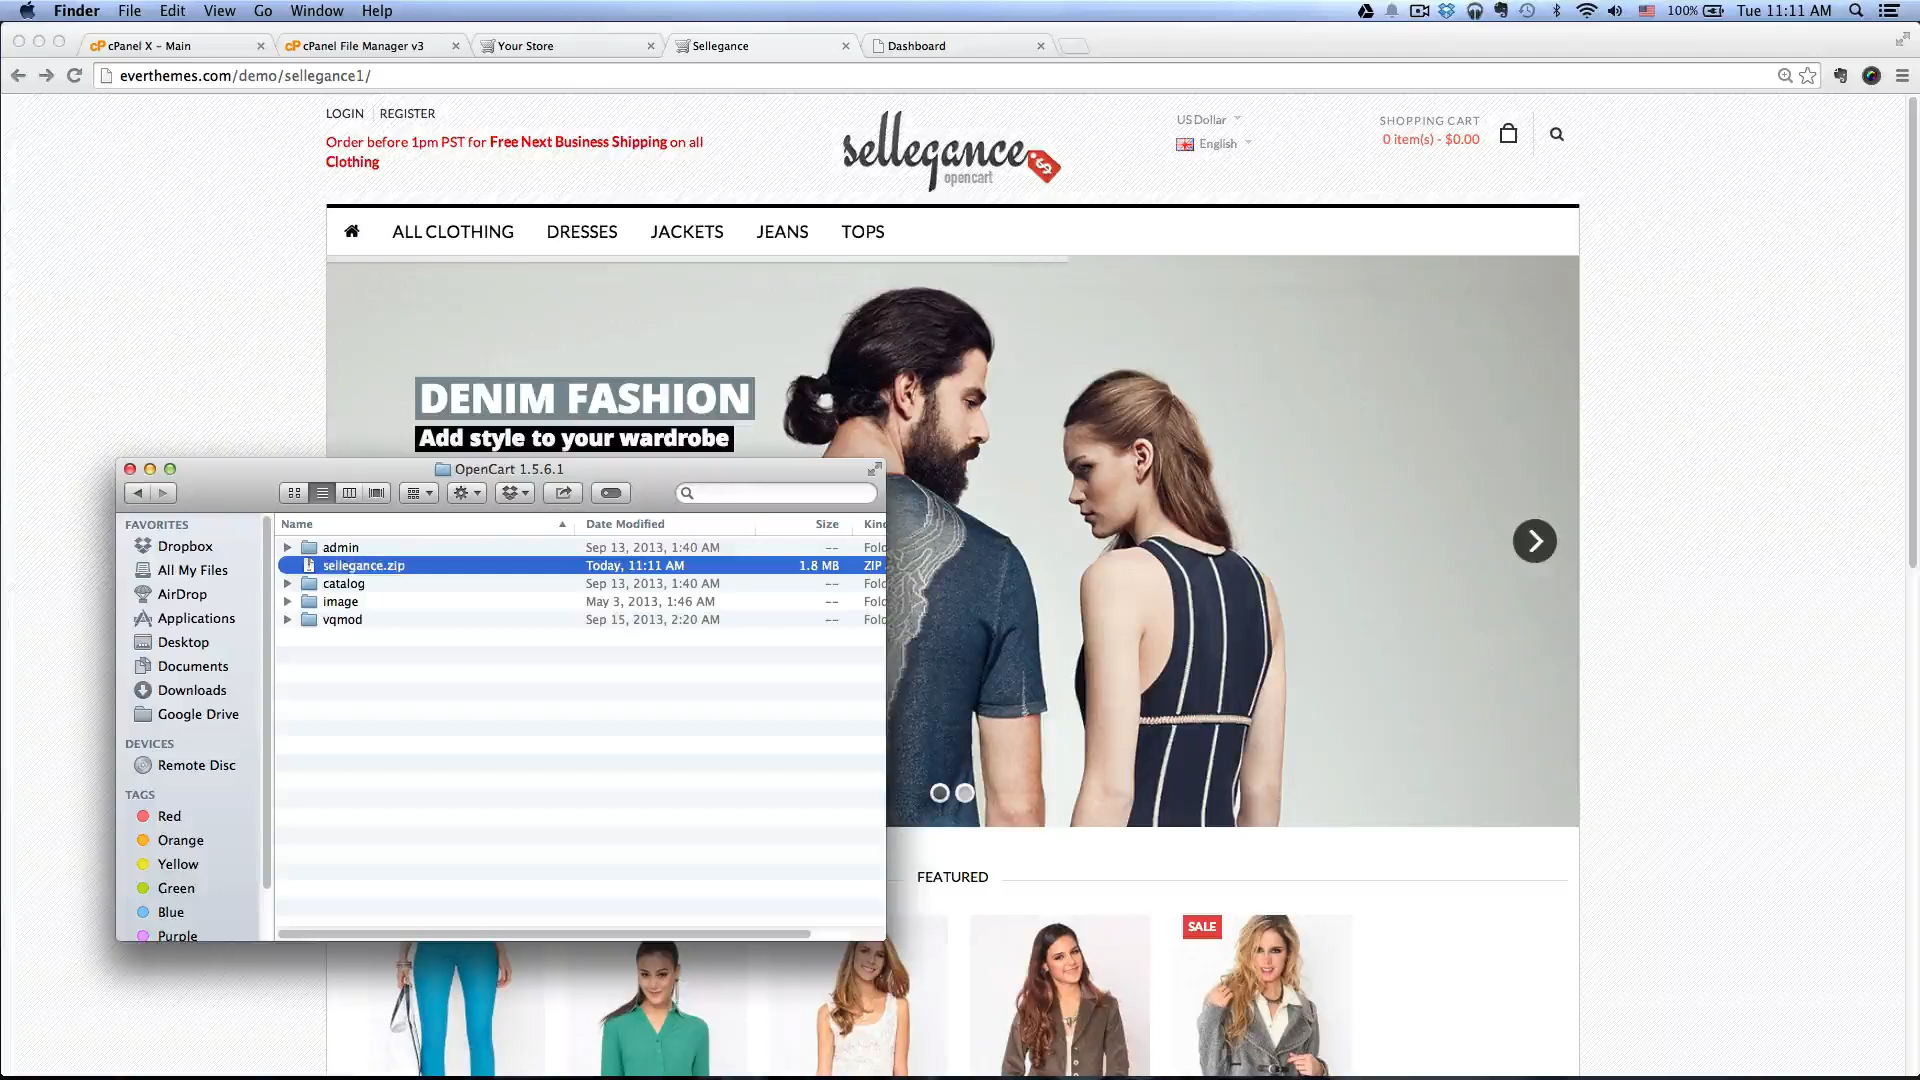 Finder File Edit View Go Window Help
100% Tue 11:11 AM
cP cPanel X – Main
cP cPanel File Manager v3
Your Store
Sellegance
Dashboard
everthemes.com/demo/sellegance1/
LOGIN REGISTER
Order before 1pm PST for Free Next Business Shipping on all
Clothing
sellegance
opencart
$
US Dollar
English
SHOPPING CART
0 item(s) - $0.00
ALL CLOTHING DRESSES JACKETS JEANS TOPS
DENIM FASHION
Add style to your wardrobe
OpenCart 1.5.6.1
FAVORITES
Dropbox
All My Files
AirDrop
Applications
Desktop
Documents
Downloads
Google Drive
DEVICES
Remote Disc
TAGS
Red
Orange
Yellow
Green
Blue
Purple
Name Date Modified Size Kind
admin Sep 13, 2013, 1:40 AM -- Fold
sellegance.zip Today, 11:11 AM 1.8 MB ZIP
catalog Sep 13, 2013, 1:40 AM -- Fold
image May 3, 2013, 1:46 AM -- Fold
vqmod Sep 15, 2013, 2:20 AM -- Fold
FEATURED
SALE